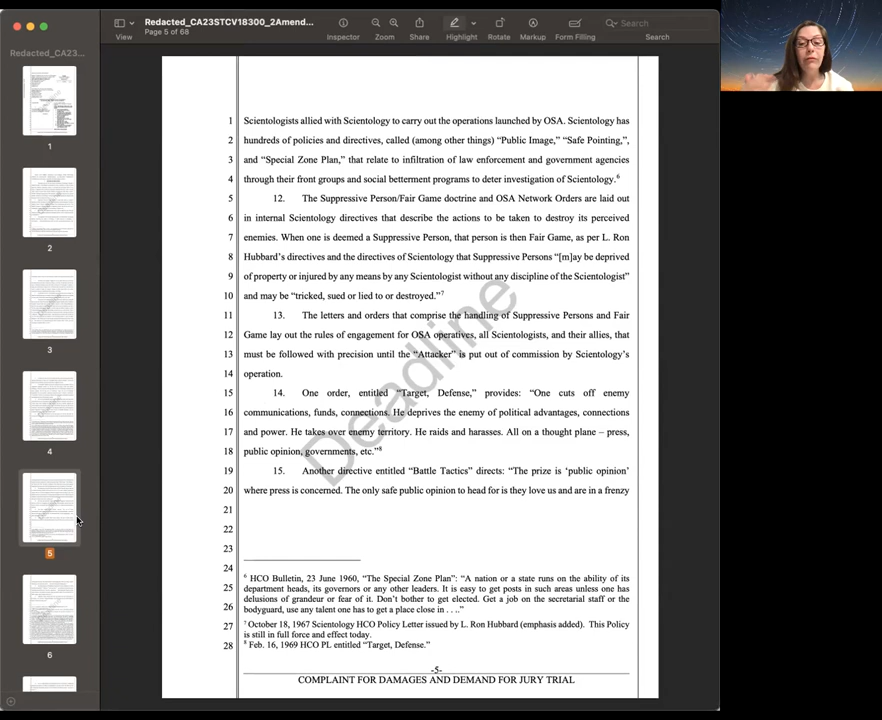 Redacted_CA23STCV18300_2Amend...
Page 5 of 68
View
Inspector
Zoom
Share
Highlight
Rotate
Markup
Form Filling
Search
Search
Redacted_CA23...
1
2
3
4
5
6
1 Scientologists allied with Scientology to carry out the operations launched by OSA. Scientology has
2 hundreds of policies and directives, called (among other things) “Public Image,” “Safe Pointing,”,
3 and “Special Zone Plan,” that relate to infiltration of law enforcement and government agencies
4 through their front groups and social betterment programs to deter investigation of Scientology.6
5 12. The Suppressive Person/Fair Game doctrine and OSA Network Orders are laid out
6 in internal Scientology directives that describe the actions to be taken to destroy its perceived
7 enemies. When one is deemed a Suppressive Person, that person is then Fair Game, as per L. Ron
8 Hubbard’s directives and the directives of Scientology that Suppressive Persons “[m]ay be deprived
9 of property or injured by any means by any Scientologist without any discipline of the Scientologist”
10 and may be “tricked, sued or lied to or destroyed.”7
11 13. The letters and orders that comprise the handling of Suppressive Persons and Fair
12 Game lay out the rules of engagement for OSA operatives, all Scientologists, and their allies, that
13 must be followed with precision until the “Attacker” is put out of commission by Scientology’s
14 operation.
15 14. One order, entitled “Target, Defense,” provides: “One cuts off enemy
16 communications, funds, connections. He deprives the enemy of political advantages, connections
17 and power. He takes over enemy territory. He raids and harasses. All on a thought plane – press,
18 public opinion, governments, etc.”8
19 15. Another directive entitled “Battle Tactics” directs: “The prize is ‘public opinion’
20 where press is concerned. The only safe public opinion to head for is they love us and are in a frenzy
21
22
23
24
25
26
27
28
6 HCO Bulletin, 23 June 1960, “The Special Zone Plan”: “A nation or a state runs on the ability of its
department heads, its governors or any other leaders. It is easy to get posts in such areas unless one has
delusions of grandeur or fear of it. Don’t bother to get elected. Get a job on the secretarial staff or the
bodyguard, use any talent one has to get a place close in . . ..”
7 October 18, 1967 Scientology HCO Policy Letter issued by L. Ron Hubbard (emphasis added). This Policy
is still in full force and effect today.
8 Feb. 16, 1969 HCO PL entitled “Target, Defense.”
-5-
COMPLAINT FOR DAMAGES AND DEMAND FOR JURY TRIAL
Deadline